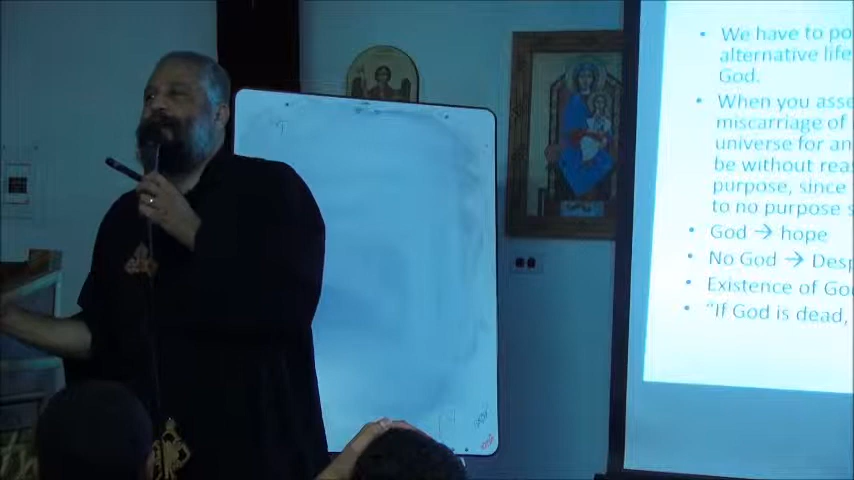 • We have to po
alternative life
God.
• When you asse
miscarriage of
universe for an
be without reas
purpose, since
to no purpose s
• God → hope
• No God → Desp
• Existence of Go
• "If God is dead,